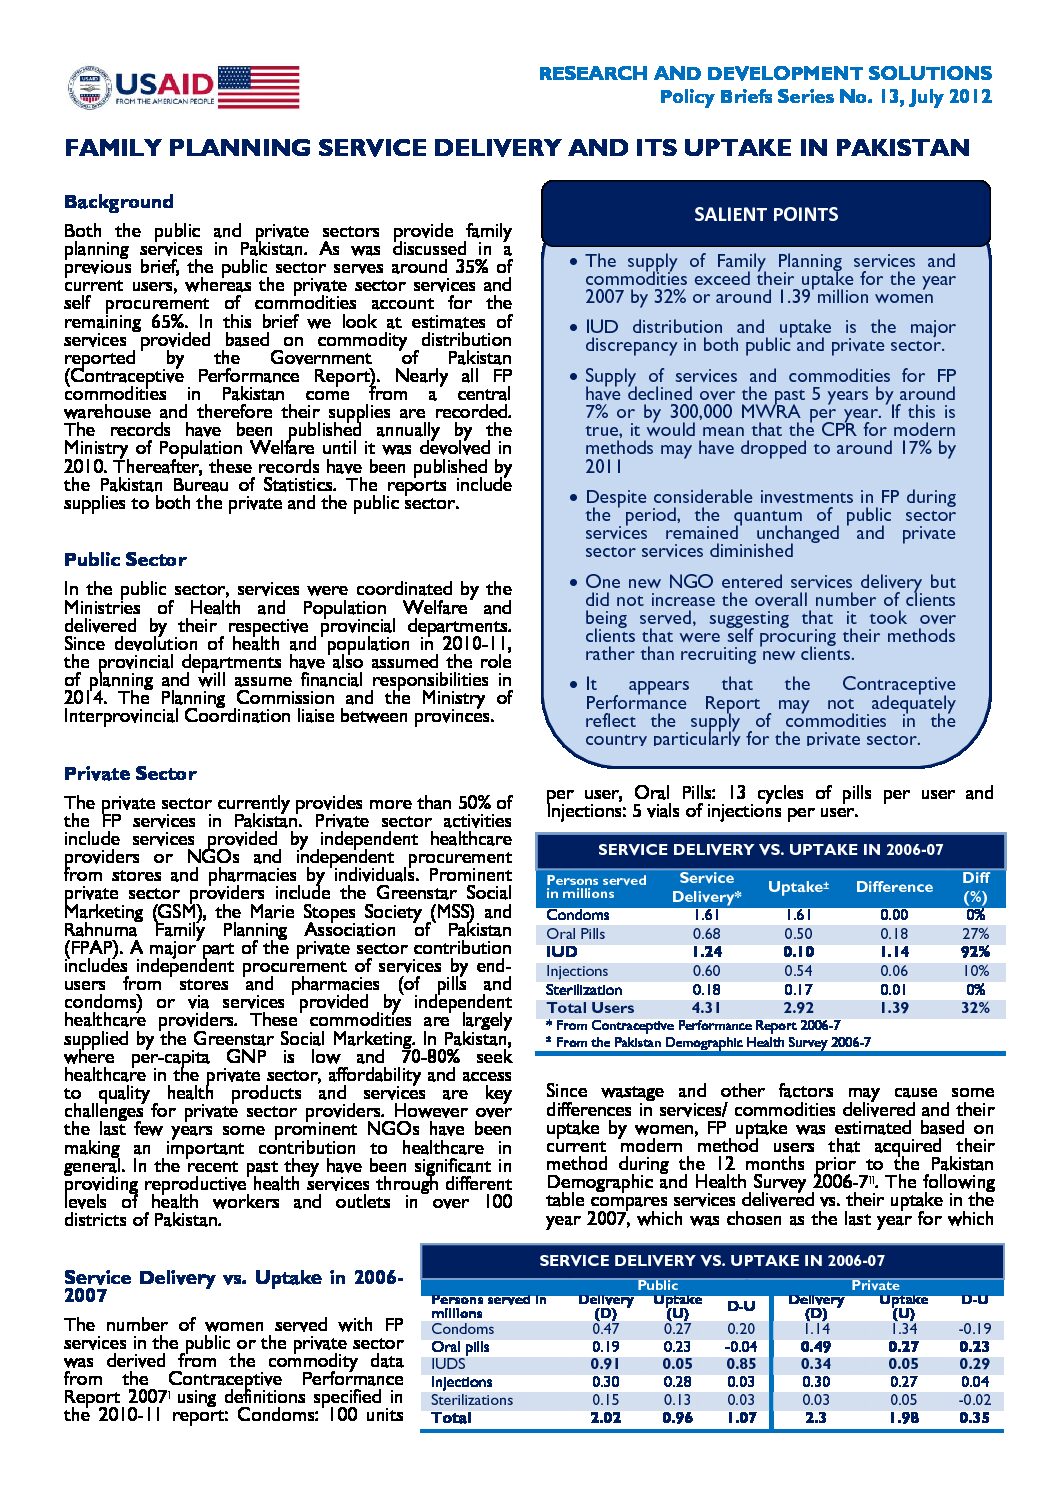 USAID
FROM THE AMERICAN PEOPLE
RESEARCH AND DEVELOPMENT SOLUTIONS
Policy Briefs Series No. 13, July 2012
FAMILY PLANNING SERVICE DELIVERY AND ITS UPTAKE IN PAKISTAN
Background
Both the public and private sectors provide family
planning services in Pakistan. As was discussed in a
previous brief, the public sector serves around 35% of
current users, whereas the private sector services and
self procurement of commodities account for the
remaining 65%. In this brief we look at estimates of
services provided based on commodity distribution
reported by the Government of Pakistan
(Contraceptive Performance Report). Nearly all FP
commodities in Pakistan come from a central
warehouse and therefore their supplies are recorded.
The records have been published annually by the
Ministry of Population Welfare until it was devolved in
2010. Thereafter, these records have been published by
the Pakistan Bureau of Statistics. The reports include
supplies to both the private and the public sector.
Public Sector
In the public sector, services were coordinated by the
Ministries of Health and Population Welfare and
delivered by their respective provincial departments.
Since devolution of health and population in 2010-11,
the provincial departments have also assumed the role
of planning and will assume financial responsibilities in
2014. The Planning Commission and the Ministry of
Interprovincial Coordination liaise between provinces.
Private Sector
The private sector currently provides more than 50% of
the FP services in Pakistan. Private sector activities
include services provided by independent healthcare
providers or NGOs and independent procurement
from stores and pharmacies by individuals. Prominent
private sector providers include the Greenstar Social
Marketing (GSM), the Marie Stopes Society (MSS) and
Rahnuma Family Planning Association of Pakistan
(FPAP). A major part of the private sector contribution
includes independent procurement of services by end-
users from stores and pharmacies (of pills and
condoms) or via services provided by independent
healthcare providers. These commodities are largely
supplied by the Greenstar Social Marketing. In Pakistan,
where per-capita GNP is low and 70-80% seek
healthcare in the private sector, affordability and access
to quality health products and services are key
challenges for private sector providers. However over
the last few years some prominent NGOs have been
making an important contribution to healthcare in
general. In the recent past they have been significant in
providing reproductive health services through different
levels of health workers and outlets in over 100
districts of Pakistan.
Service Delivery vs. Uptake in 2006-
2007
The number of women served with FP
services in the public or the private sector
was derived from the commodity data
from the Contraceptive Performance
Report 2007i using definitions specified in
the 2010-11 report: Condoms: 100 units
SALIENT POINTS
• The supply of Family Planning services and
commodities exceed their uptake for the year
2007 by 32% or around 1.39 million women
• IUD distribution and uptake is the major
discrepancy in both public and private sector.
• Supply of services and commodities for FP
have declined over the past 5 years by around
7% or by 300,000 MWRA per year. If this is
true, it would mean that the CPR for modern
methods may have dropped to around 17% by
2011
• Despite considerable investments in FP during
the period, the quantum of public sector
services remained unchanged and private
sector services diminished
• One new NGO entered services delivery but
did not increase the overall number of clients
being served, suggesting that it took over
clients that were self procuring their methods
rather than recruiting new clients.
• It appears that the Contraceptive
Performance Report may not adequately
reflect the supply of commodities in the
country particularly for the private sector.
per user, Oral Pills: 13 cycles of pills per user and
Injections: 5 vials of injections per user.
SERVICE DELIVERY VS. UPTAKE IN 2006-07
Persons served in millions Service Delivery* Uptake± Difference Diff (%)
Condoms 1.61 1.61 0.00 0%
Oral Pills 0.68 0.50 0.18 27%
IUD 1.24 0.10 1.14 92%
Injections 0.60 0.54 0.06 10%
Sterilization 0.18 0.17 0.01 0%
Total Users 4.31 2.92 1.39 32%
* From Contraceptive Performance Report 2006-7
± From the Pakistan Demographic Health Survey 2006-7
Since wastage and other factors may cause some
differences in services/ commodities delivered and their
uptake by women, FP uptake was estimated based on
current modern method users that acquired their
method during the 12 months prior to the Pakistan
Demographic and Health Survey 2006-7ii. The following
table compares services delivered vs. their uptake in the
year 2007, which was chosen as the last year for which
SERVICE DELIVERY VS. UPTAKE IN 2006-07
Public Private
Persons served in millions Delivery (D) Uptake (U) D-U Delivery (D) Uptake (U) D-U
Condoms 0.47 0.27 0.20 1.14 1.34 -0.19
Oral pills 0.19 0.23 -0.04 0.49 0.27 0.23
IUDS 0.91 0.05 0.85 0.34 0.05 0.29
Injections 0.30 0.28 0.03 0.30 0.27 0.04
Sterilizations 0.15 0.13 0.03 0.03 0.05 -0.02
Total 2.02 0.96 1.07 2.3 1.98 0.35